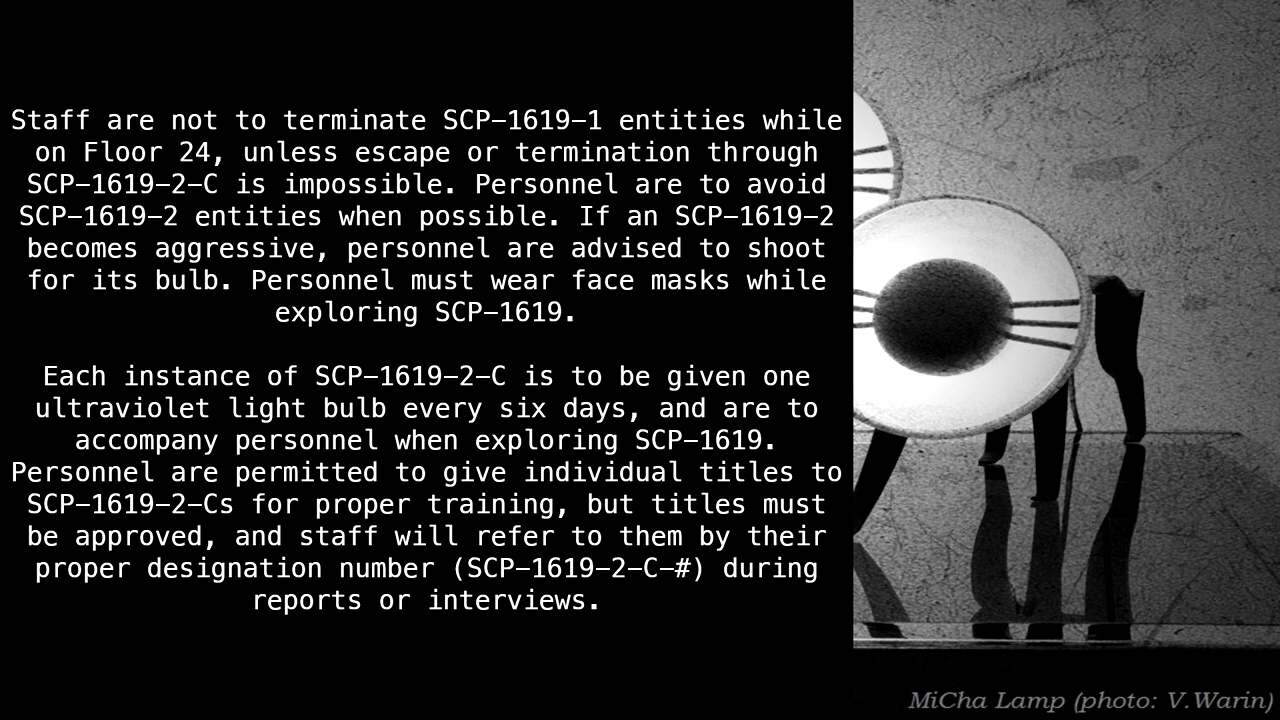 Staff are not to terminate SCP-1619-1 entities while
on Floor 24, unless escape or termination through
SCP-1619-2-C is impossible. Personnel are to avoid
SCP-1619-2 entities when possible. If an SCP-1619-2
becomes aggressive, personnel are advised to shoot
for its bulb. Personnel must wear face masks while
exploring SCP-1619.
Each instance of SCP-1619-2-C is to be given one
ultraviolet light bulb every six days, and are to
accompany personnel when exploring SCP-1619.
Personnel are permitted to give individual titles to
SCP-1619-2-Cs for proper training, but titles must
be approved, and staff will refer to them by their
proper designation number (SCP-1619-2-C-#) during
reports or interviews.
MiCha Lamp (photo: V.Warin)